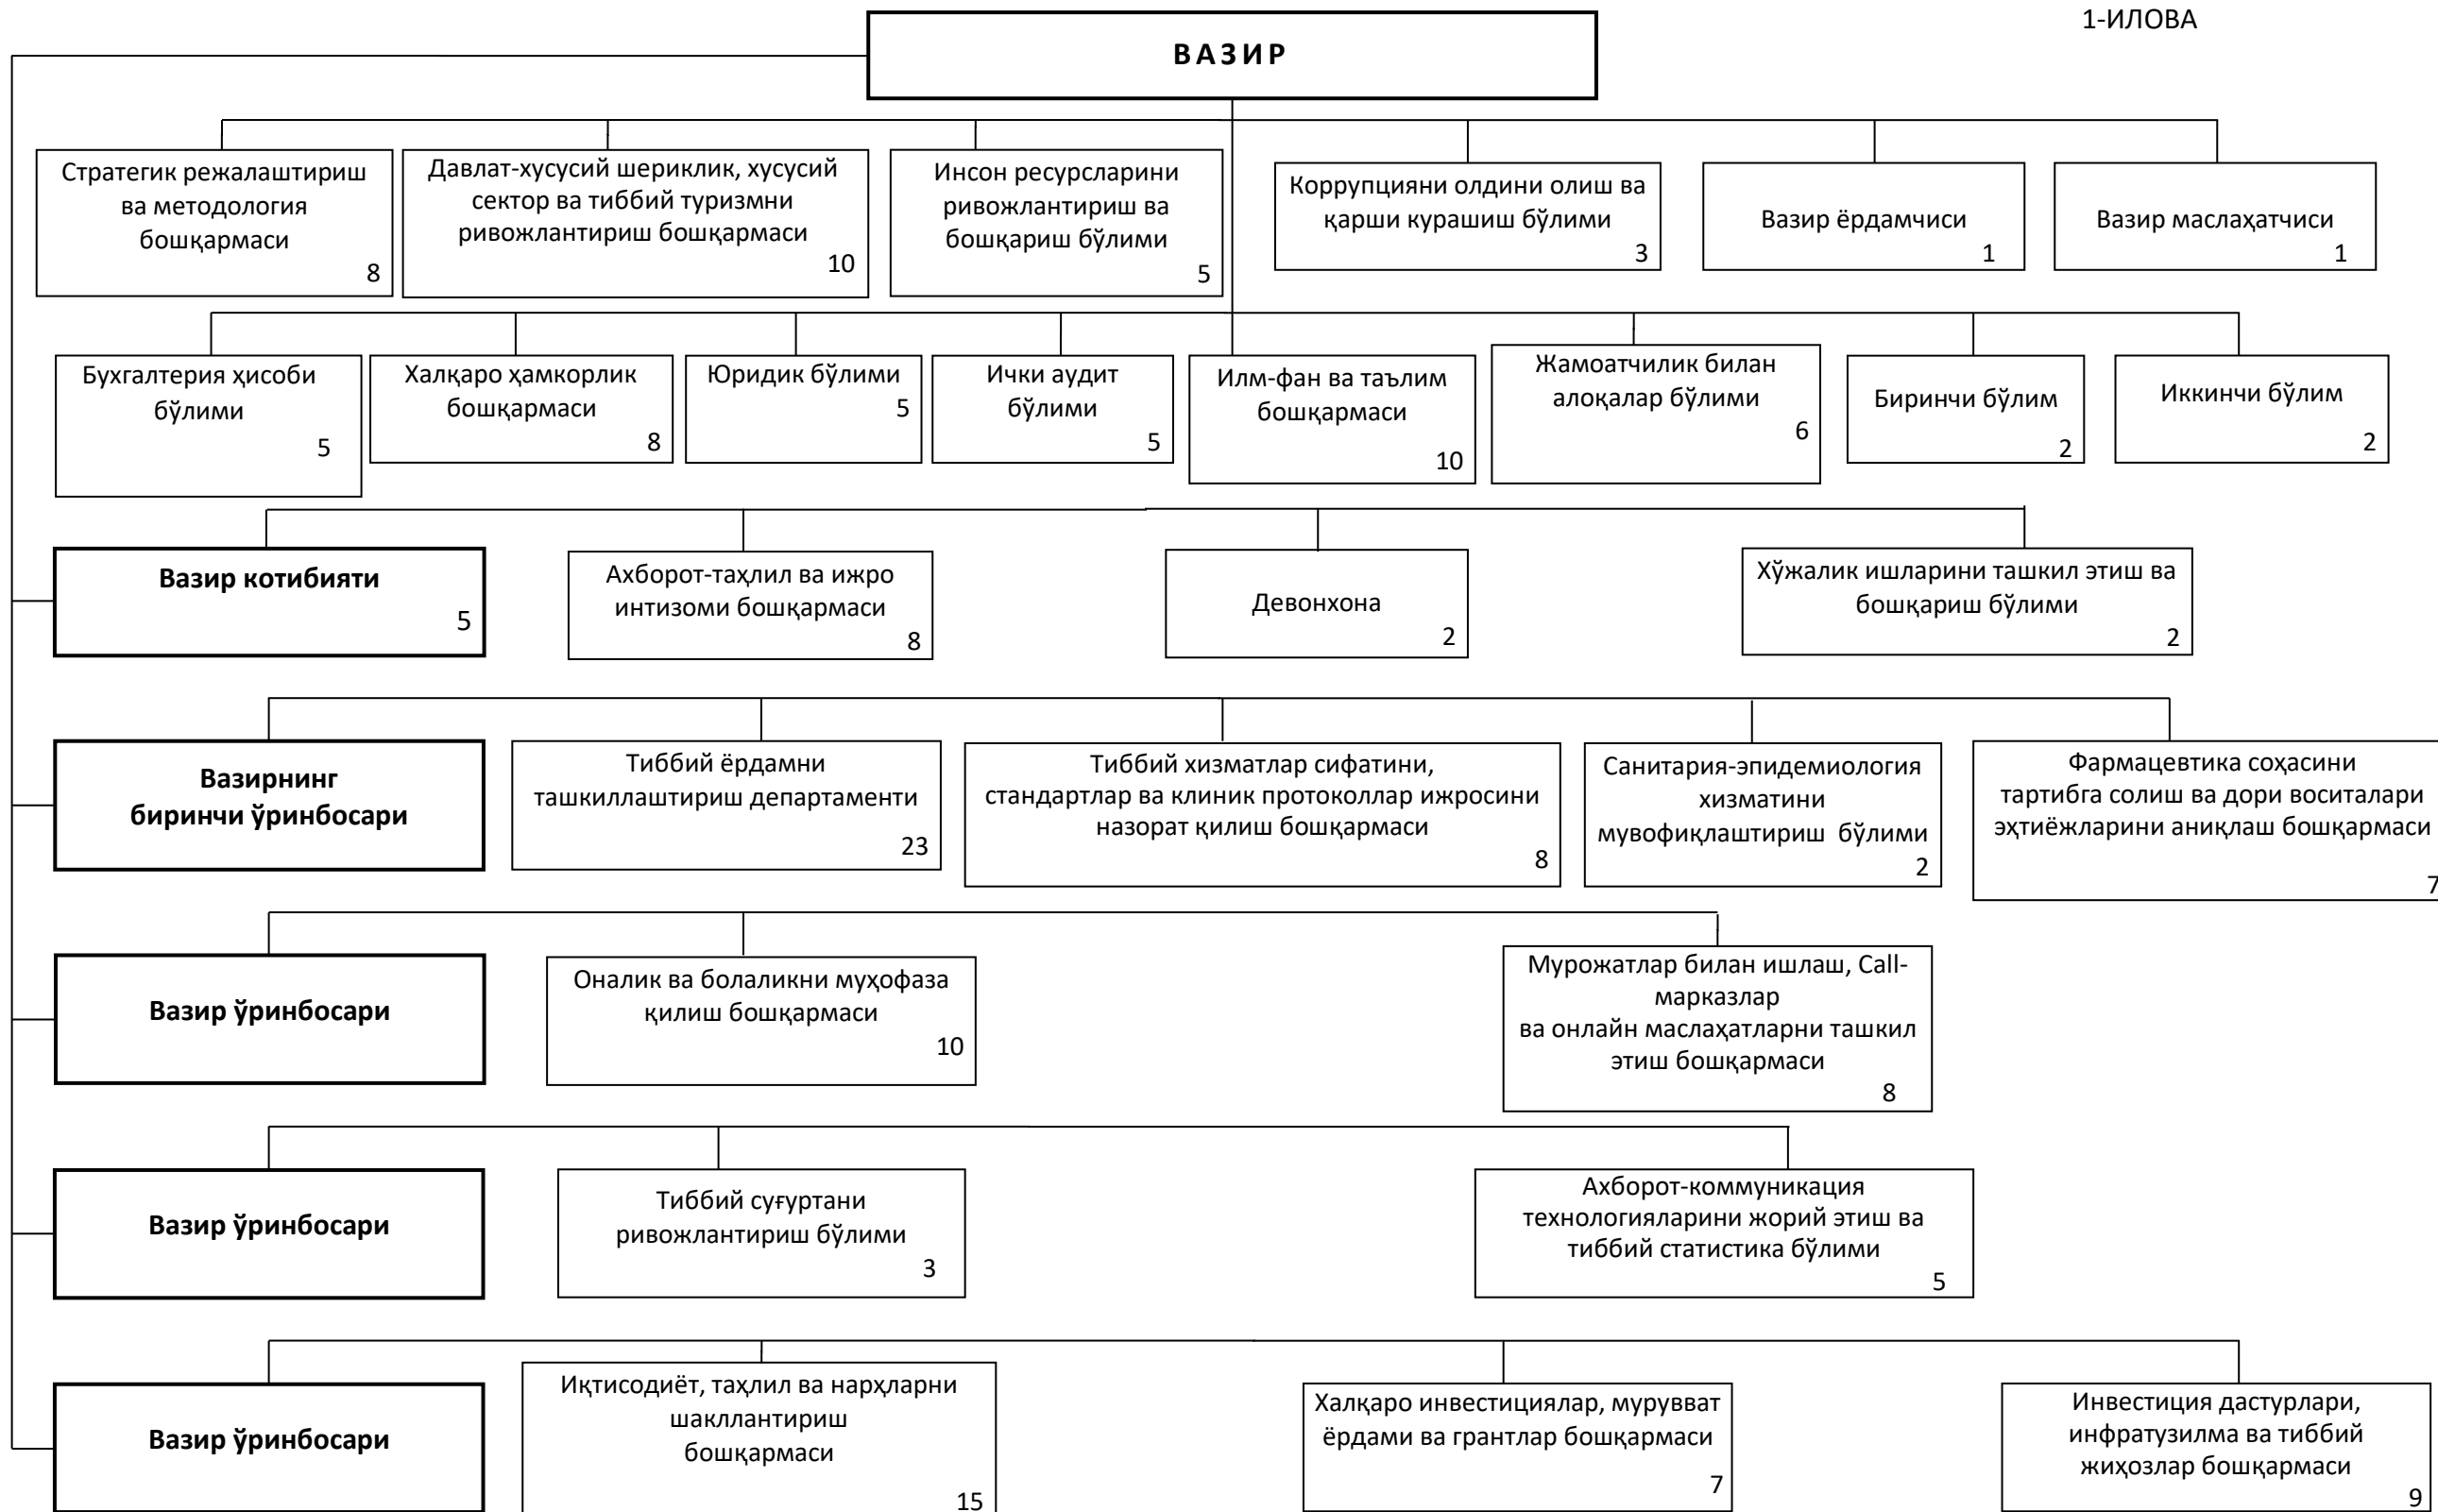 1-ИЛОВА
ВАЗИР
Стратегик режалаштириш
ва методология
бошқармаси
8
Давлат-хусусий шериклик, хусусий
сектор ва тиббий туризмни
ривожлантириш бошқармаси
10
Инсон ресурсларини
ривожлантириш ва
бошқариш бўлими
5
Коррупцияни олдини олиш ва
қарши курашиш бўлими
3
Вазир ёрдамчиси
1
Вазир маслаҳатчиси
1
Бухгалтерия ҳисоби
бўлими
5
Халқаро ҳамкорлик
бошқармаси
8
Юридик бўлими
5
Ички аудит
бўлими
5
Илм-фан ва таълим
бошқармаси
10
Жамоатчилик билан
алоқалар бўлими
6
Биринчи бўлим
2
Иккинчи бўлим
2
Вазир котибияти
5
Ахборот-таҳлил ва ижро
интизоми бошқармаси
8
Девонхона
2
Хўжалик ишларини ташкил этиш ва
бошқариш бўлими
2
Вазирнинг
биринчи ўринбосари
Тиббий ёрдамни
ташкиллаштириш департаменти
23
Тиббий хизматлар сифатини,
стандартлар ва клиник протоколлар ижросини
назорат қилиш бошқармаси
8
Санитария-эпидемиология
хизматини
мувофиқлаштириш бўлими
2
Фармацевтика соҳасини
тартибга солиш ва дори воситалари
эҳтиёжларини аниқлаш бошқармаси
7
Вазир ўринбосари
Оналик ва болаликни муҳофаза
қилиш бошқармаси
10
Мурожатлар билан ишлаш, Call-
марказлар
ва онлайн маслаҳатларни ташкил
этиш бошқармаси
8
Вазир ўринбосари
Тиббий суғуртани
ривожлантириш бўлими
3
Ахборот-коммуникация
технологияларини жорий этиш ва
тиббий статистика бўлими
5
Вазир ўринбосари
Иқтисодиёт, таҳлил ва нарҳларни
шакллантириш
бошқармаси
15
Халқаро инвестициялар, мурувват
ёрдами ва грантлар бошқармаси
7
Инвестиция дастурлари,
инфратузилма ва тиббий
жиҳозлар бошқармаси
9